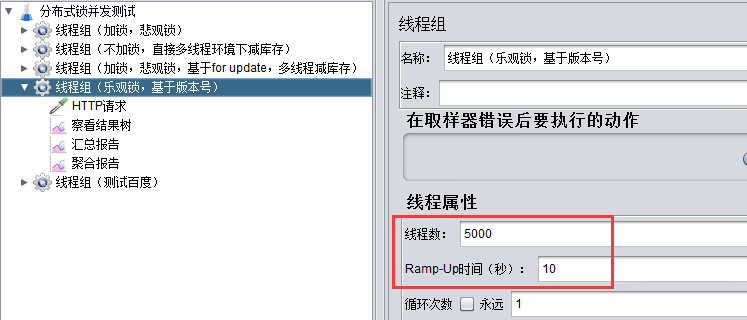 分布式锁并发测试
线程组（加锁，悲观锁）
线程组（不加锁，直接多线程环境下减库存）
线程组（加锁，悲观锁，基于for update，多线程减库存）
线程组（乐观锁，基于版本号）
HTTP请求
察看结果树
汇总报告
聚合报告
线程组（测试百度）
线程组
名称： 线程组（乐观锁，基于版本号）
注释：
在取样器错误后要执行的动作
线程属性
线程数： 5000
Ramp-Up时间（秒）： 10
循环次数 永远 1